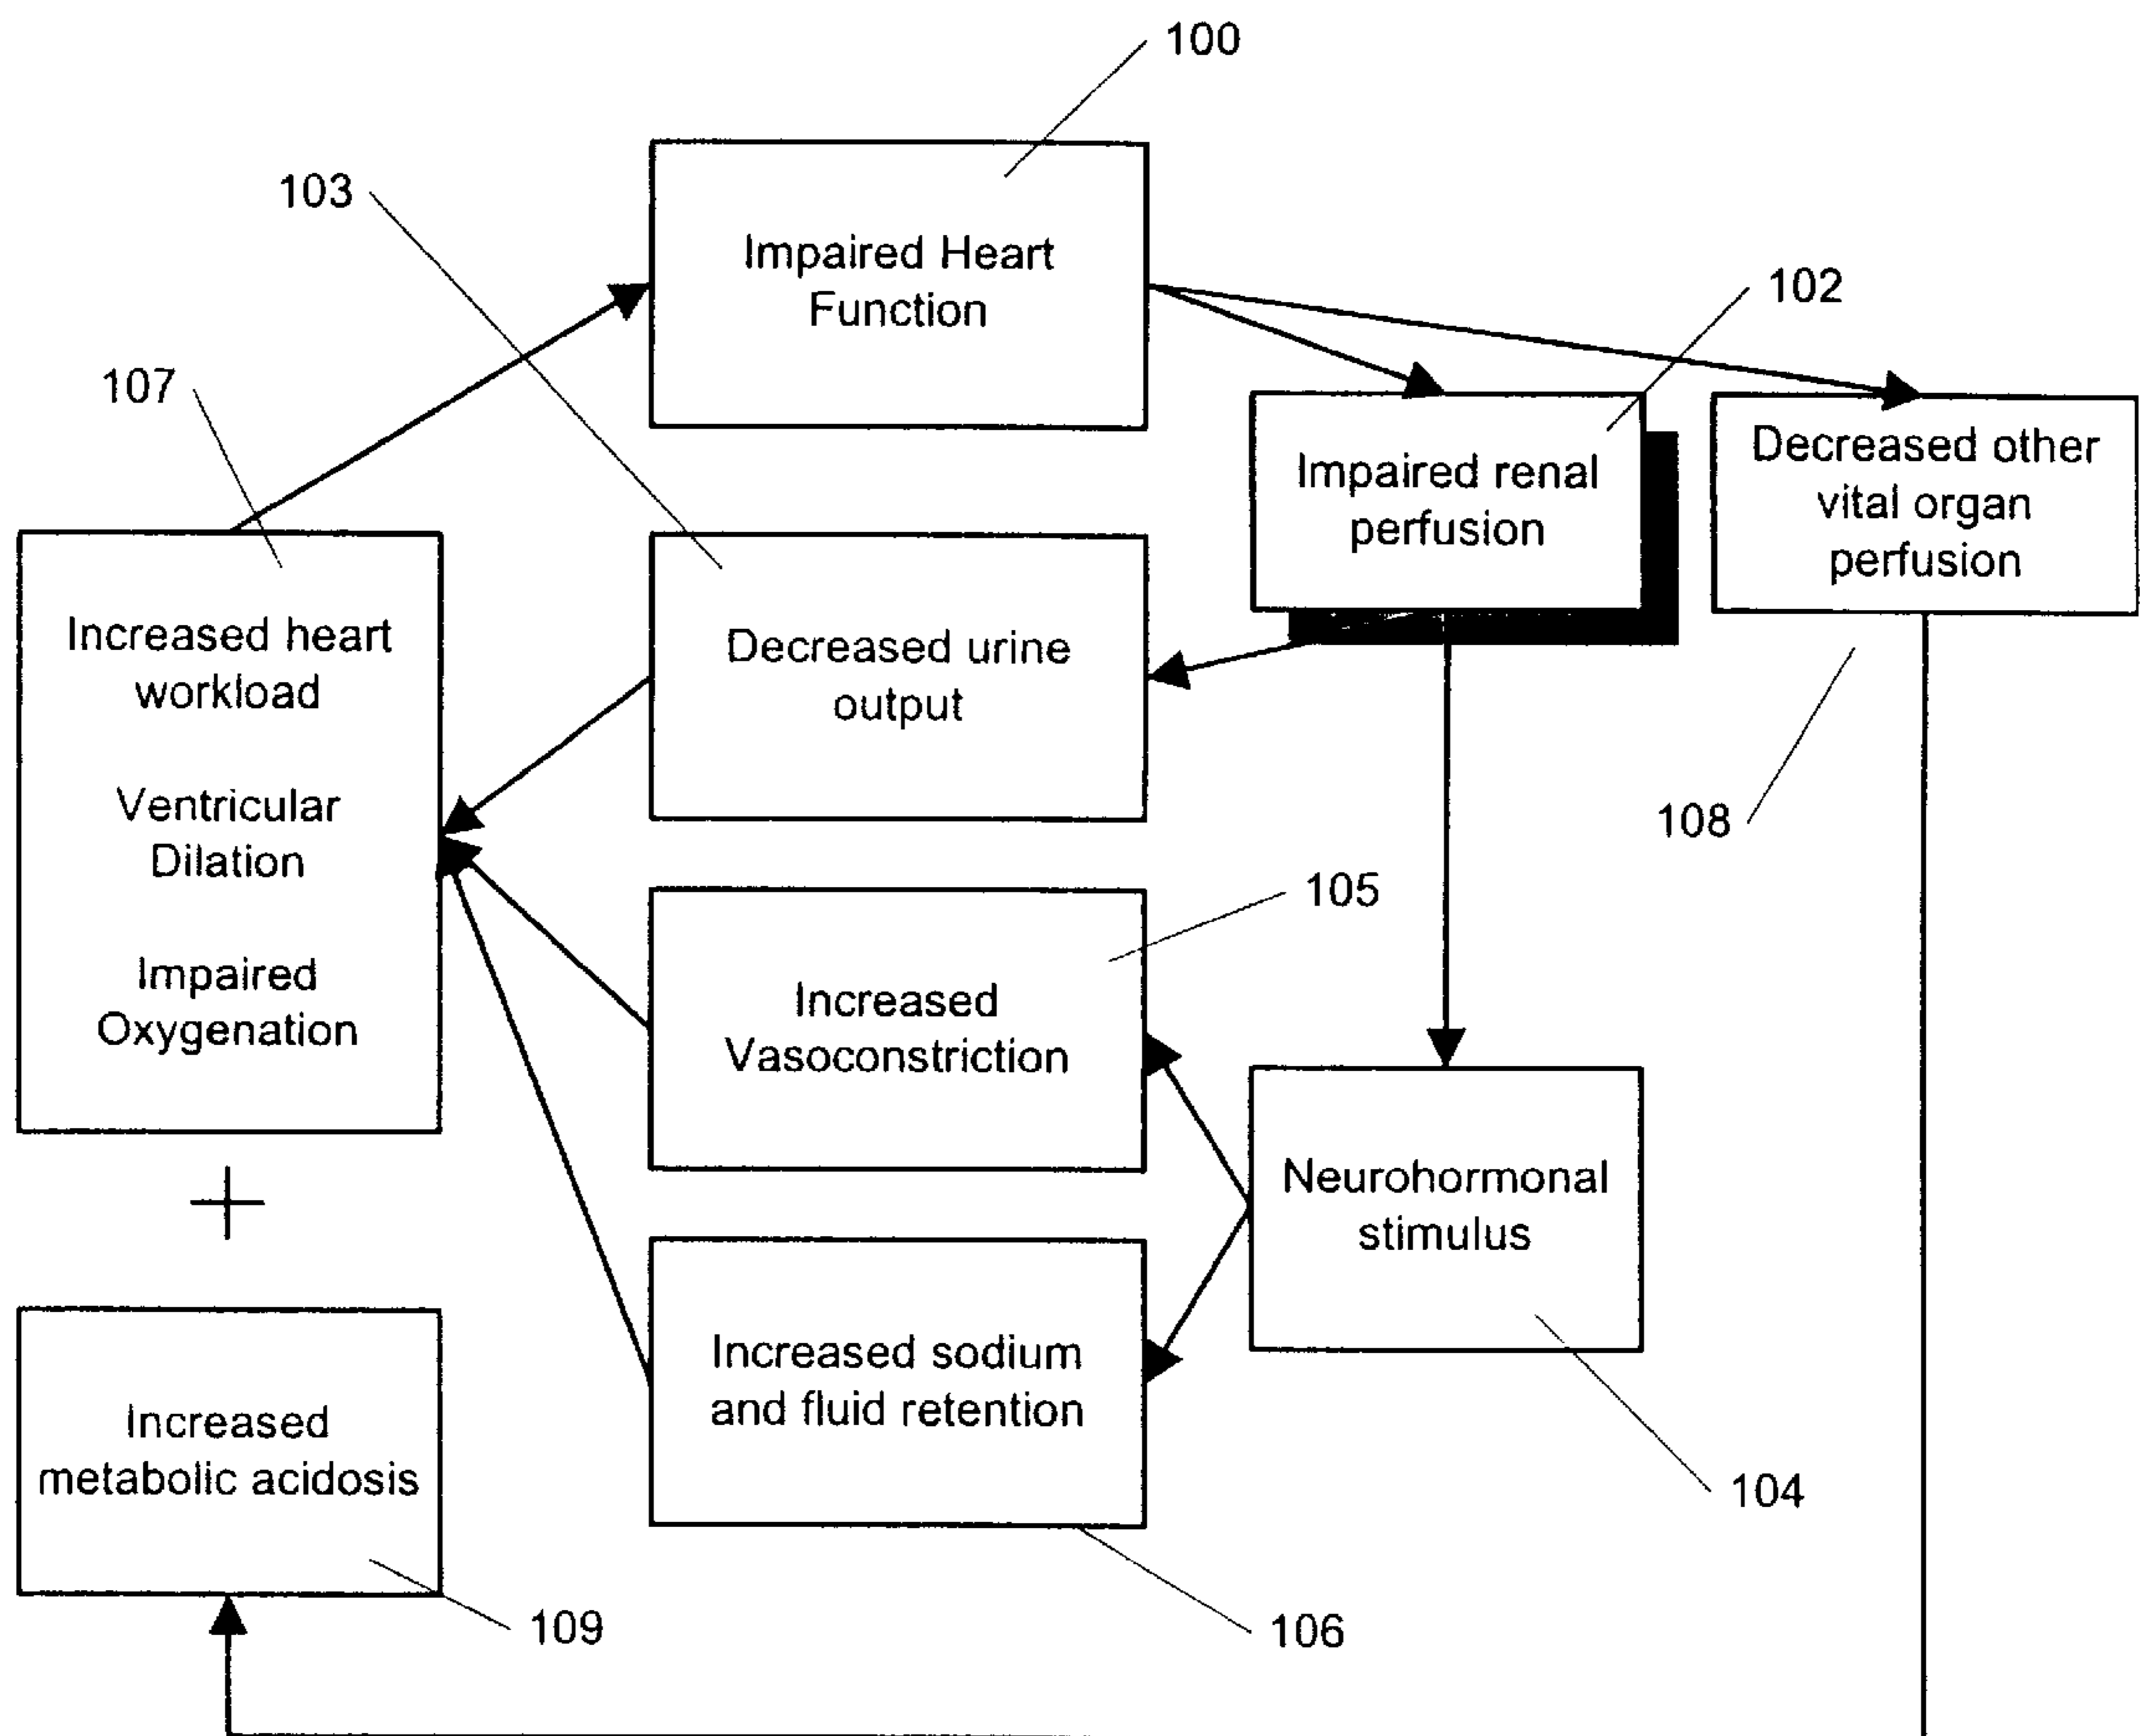 100
103
Impaired Heart
Function
102
107
Impaired renal
perfusion
Decreased other
vital organ
perfusion
Increased heart
workload
Ventricular
Dilation
Impaired
Oxygenation
Decreased urine
output
108
105
Increased
Vasoconstriction
Neurohormonal
stimulus
+
Increased sodium
and fluid retention
Increased
metabolic acidosis
104
109
106